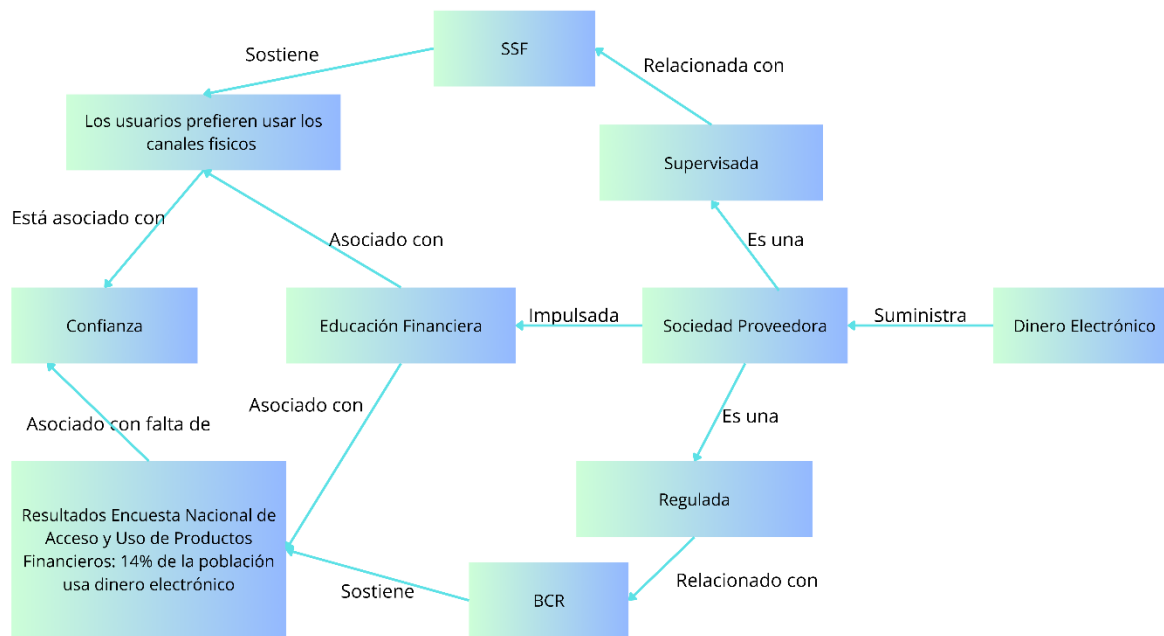 SSF
Sostiene
Relacionada con
Los usuarios prefieren usar los
canales fisicos
Supervisada
Está asociado con
Asociado con
Es una
Confianza
Educación Financiera
Impulsada
Sociedad Proveedora
Suministra
Dinero Electrónico
Asociado con falta de
Asociado con
Es una
Resultados Encuesta Nacional de
Acceso y Uso de Productos
Financieros: 14% de la población
usa dinero electrónico
Regulada
Sostiene
BCR
Relacionado con